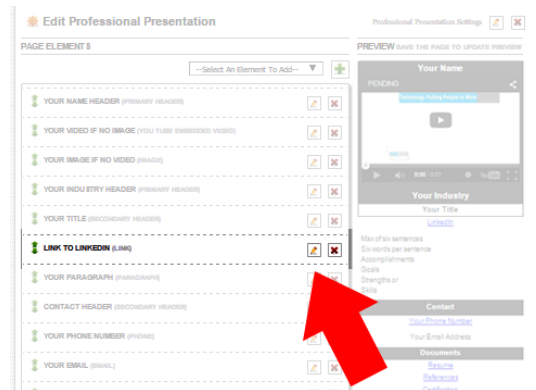 Edit Professional Presentation
Professional Presentation Settings
PAGE ELEMENTS
PREVIEW SAVE THE PAGE TO UPDATE PREVIEW
--Select An Element To Add--
Your Name
PENDING
YOUR NAME HEADER (PRIMARY HEADER)
YOUR VIDEO IF NO IMAGE (YOU TUBE EMBEDDED VIDEO)
YOUR IMAGE IF NO VIDEO (IMAGE)
YOUR INDUSTRY HEADER (PRIMARY HEADER)
Your Industry
YOUR TITLE (SECONDARY HEADER)
Your Title
LinkedIn
LINK TO LINKEDIN (LINK)
Max of six sentences
Six words per sentence
Accomplishments
Goals
Strengths or
Skills
YOUR PARAGRAPH (PARAGRAPH)
CONTACT HEADER (SECONDARY HEADER)
Contact
Your Phone Number
YOUR PHONE NUMBER (PHONE)
Your Email Address
Documents
YOUR EMAIL (EMAIL)
Resume
References